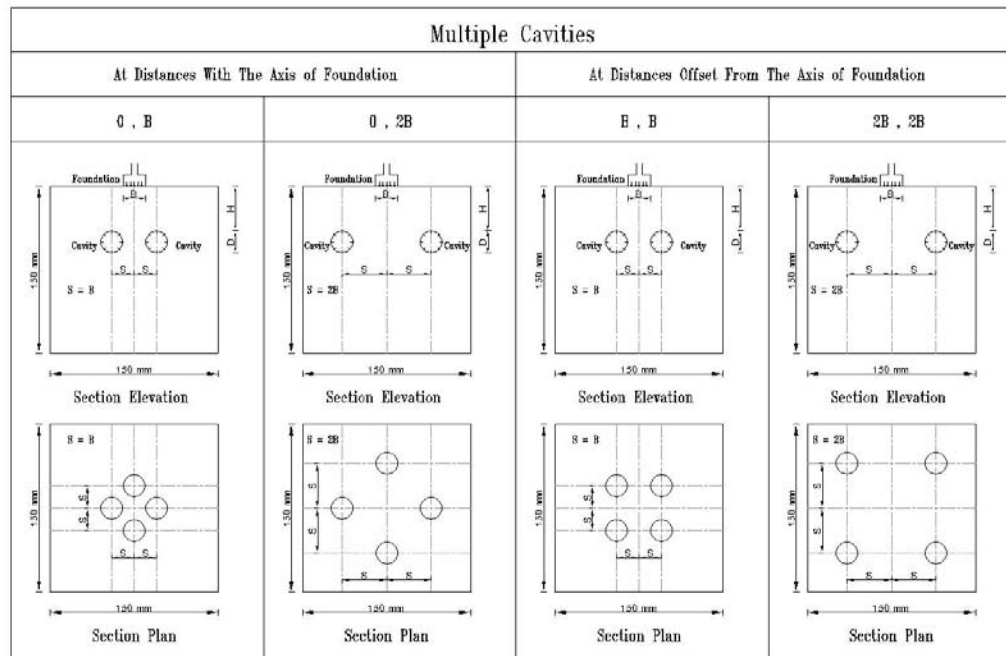 Multiple Cavities
At Distances With The Axis of Foundation
At Distances Offset From The Axis of Foundation
0 , B
0 , 2B
B , B
2B , 2B
Foundation
B
H
D
Cavity
Cavity
S
S
S = B
150 mm
150 mm
Section Elevation
Foundation
B
H
D
Cavity
Cavity
S
S
S = 2B
150 mm
150 mm
Section Elevation
Foundation
B
H
D
Cavity
Cavity
S
S
S = B
150 mm
150 mm
Section Elevation
Foundation
B
H
D
Cavity
Cavity
S
S
S = 2B
150 mm
150 mm
Section Elevation
S = B
S
S
S
S
150 mm
150 mm
Section Plan
S = 2B
S
S
S
S
150 mm
150 mm
Section Plan
S = B
S
S
S
S
150 mm
150 mm
Section Plan
S = 2B
S
S
S
S
150 mm
150 mm
Section Plan